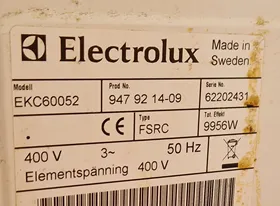 Electrolux
Made in
Sweden
Modell
Prod No.
Serie No.
EKC60052
947 92 14-09
62202431
Type
Tot. Effekt
CE
FSRC
9956W
400 V 3~ 50 Hz
Elementspänning 400 V